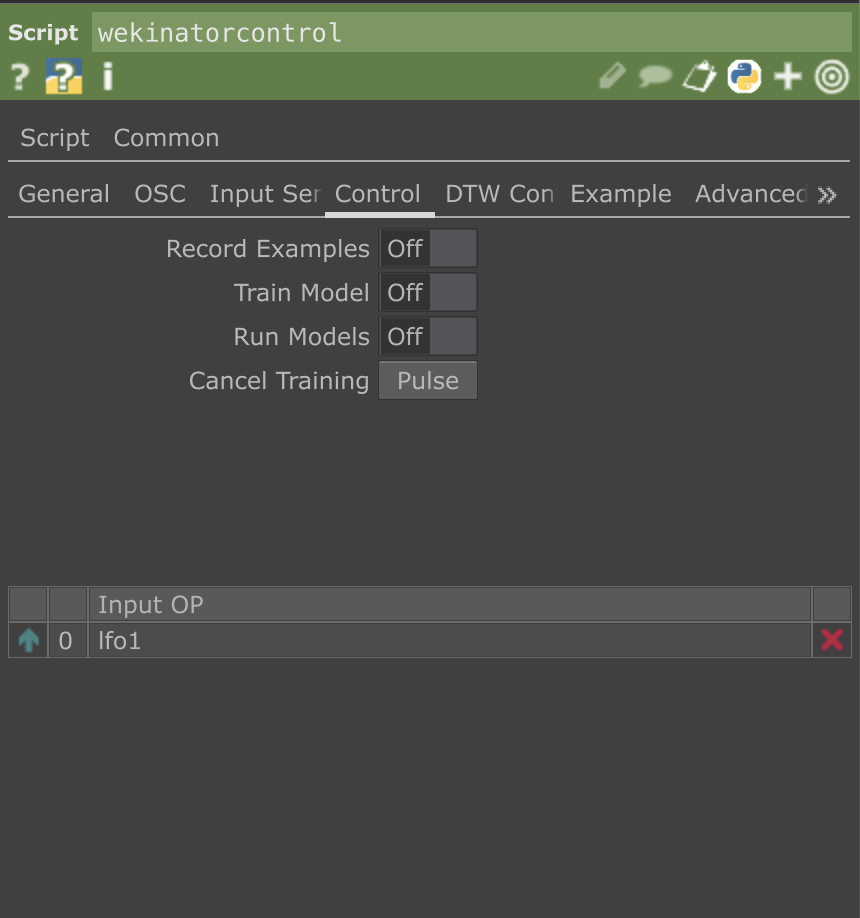 Script wekinatorcontrol
? ? i
Script Common
General OSC Input Ser Control DTW Con Example Advanced »
Record Examples Off
Train Model Off
Run Models Off
Cancel Training Pulse
Input OP
0 lfo1